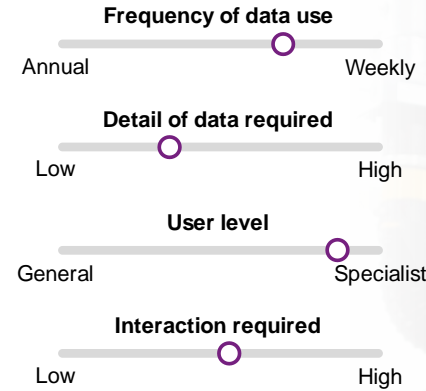 Frequency of data use
Annual Weekly
Detail of data required
Low High
User level
General Specialist
Interaction required
Low High